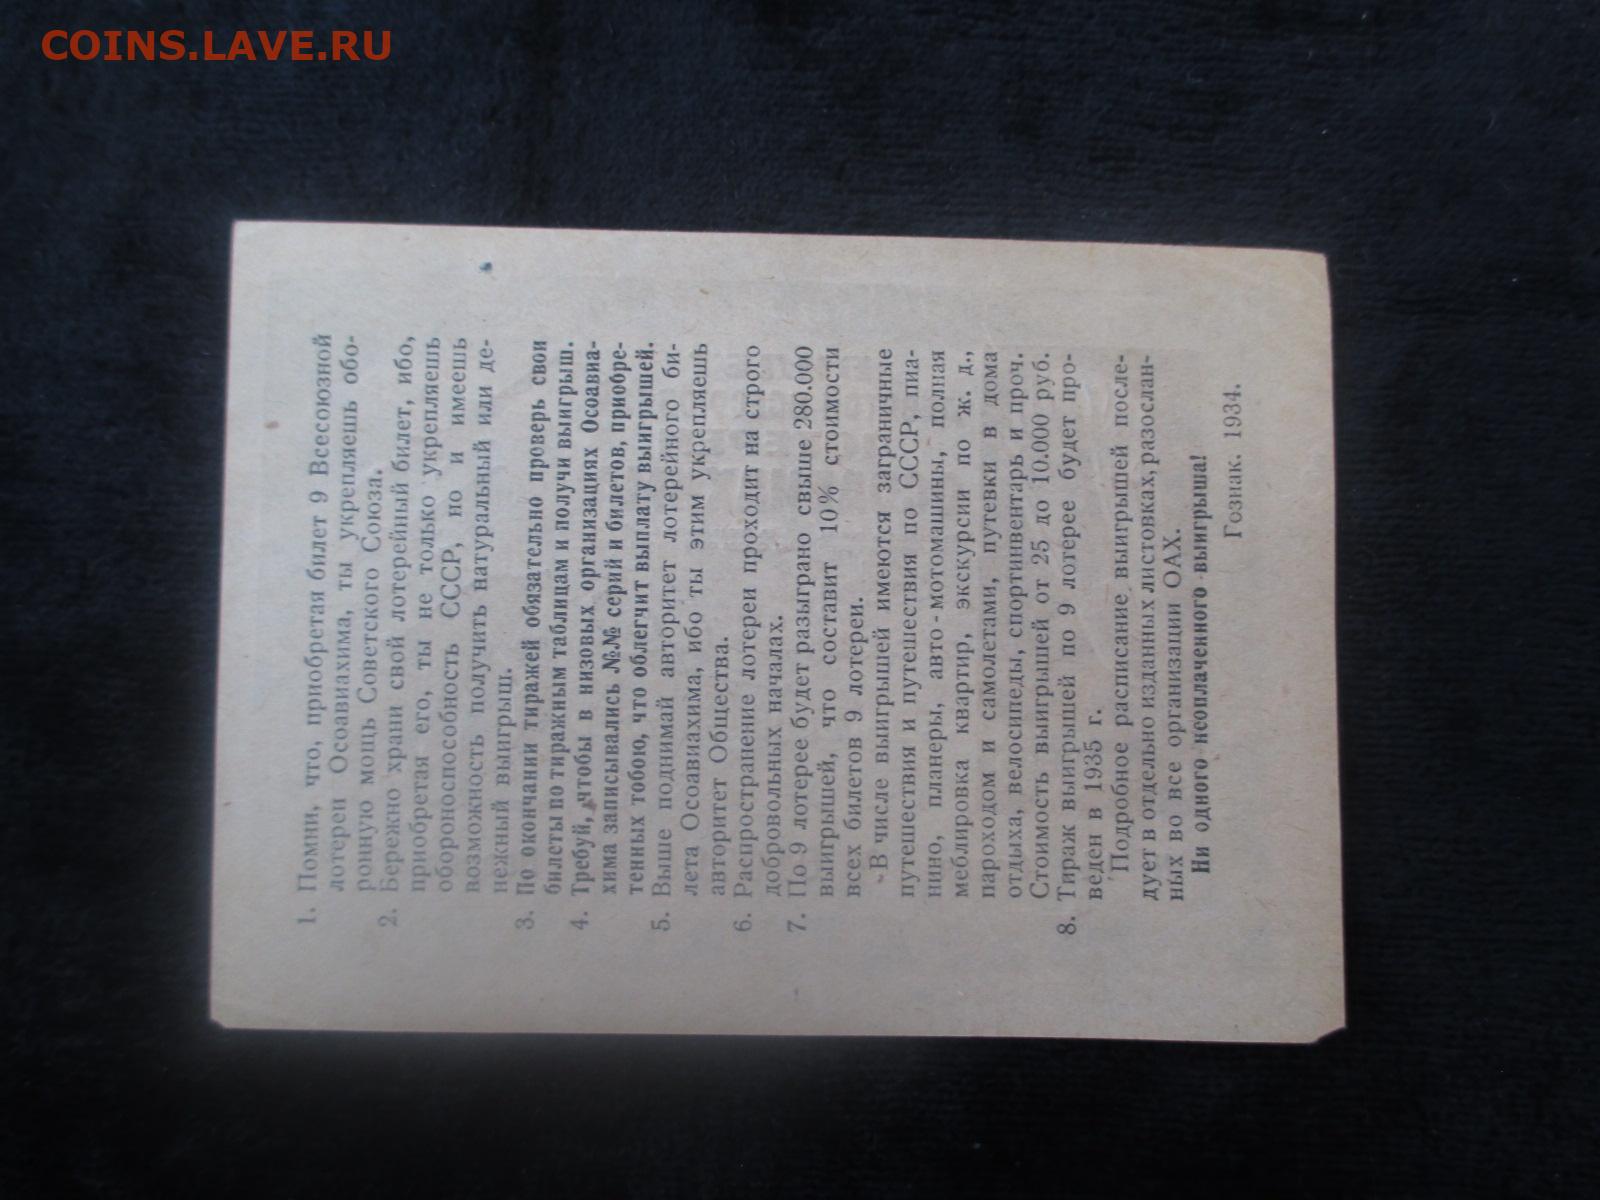 COINS.LAVE.RU
1. Помни, что, приобретая билет 9 Всесоюзной
лотереи Осоавиахима, ты укрепляешь обо-
ронную мощь Советского Союза.
2. Бережно храни свой лотерейный билет, ибо,
приобретая его, ты не только укрепляешь
обороноспособность СССР, но и имеешь
возможность получить натуральный или де-
нежный выигрыш.
3. По окончании тиражей обязательно проверь свои
билеты по тиражным таблицам и получи выигрыш.
4. Требуй, чтобы в низовых организациях Осоавиа-
хима записывались №№ серий и билетов, приобре-
тенных тобою, что облегчит выплату выигрышей.
5. Выше поднимай авторитет лотерейного би-
лета Осоавиахима, ибо ты этим укрепляешь
авторитет Общества.
6. Распространение лотереи проходит на строго
добровольных началах.
7. По 9 лотерее будет разыграно свыше 280.000
выигрышей, что составит 10% стоимости
всех билетов 9 лотереи.
В числе выигрышей имеются заграничные
путешествия и путешествия по СССР, пиа-
нино, планеры, авто-мотомашины, полная
меблировка квартир, экскурсии по ж. д.,
пароходом и самолетами, путевки в дома
отдыха, велосипеды, спортинвентарь и проч.
Стоимость выигрышей от 25 до 10.000 руб.
8. Тираж выигрышей по 9 лотерее будет про-
веден в 1935 г.
Подробное расписание выигрышей после-
дует в отдельно изданных листовках, разослан-
ных во все организации ОАХ.
Ни одного неоплаченного выигрыша!
Гознак. 1934.